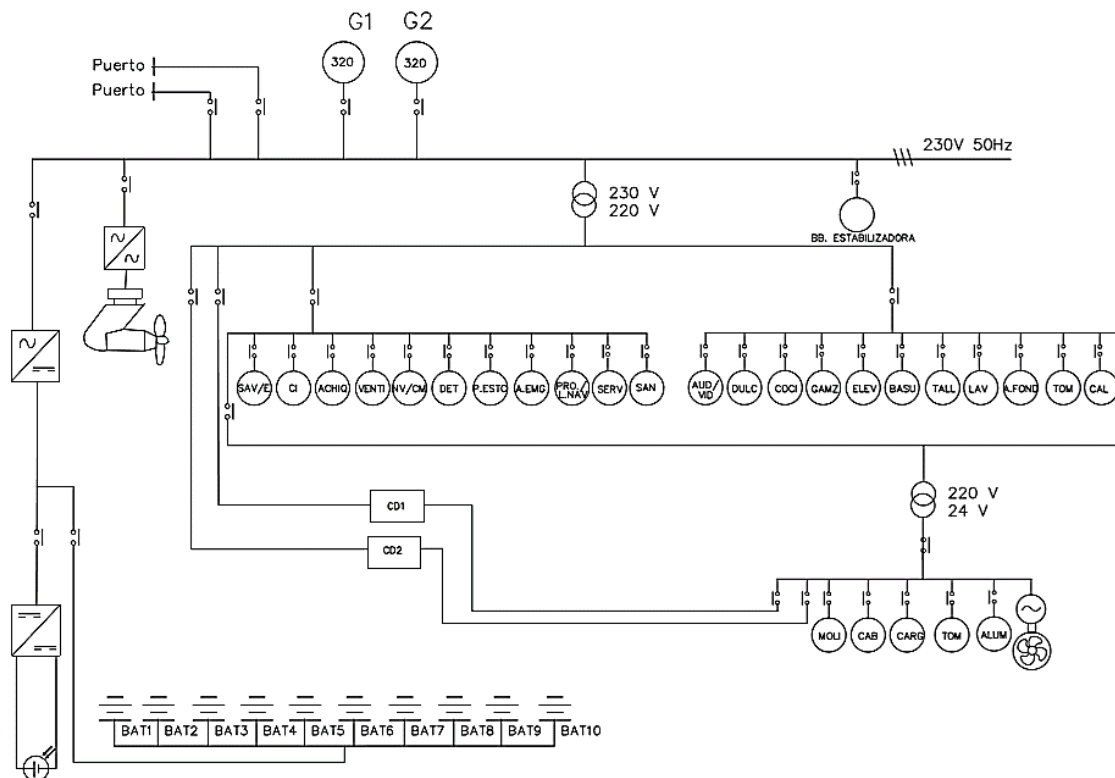 G1 G2
Puerto
Puerto
320 320
230V 50Hz
230 V
220 V
BB. ESTABILIZADORA
SAV/E CI ACHIQ VENTI NV/CM DET P.ESTC A.EMG PRO./L.NAV SERV SAN
AUD/VID DULC COCI GAMZ ELEV BASU TALL LAV A.FOND TOM CAL
220 V
24 V
CD1
CD2
MOLI CAB CARG TOM ALUM
BAT1 BAT2 BAT3 BAT4 BAT5 BAT6 BAT7 BAT8 BAT9 BAT10